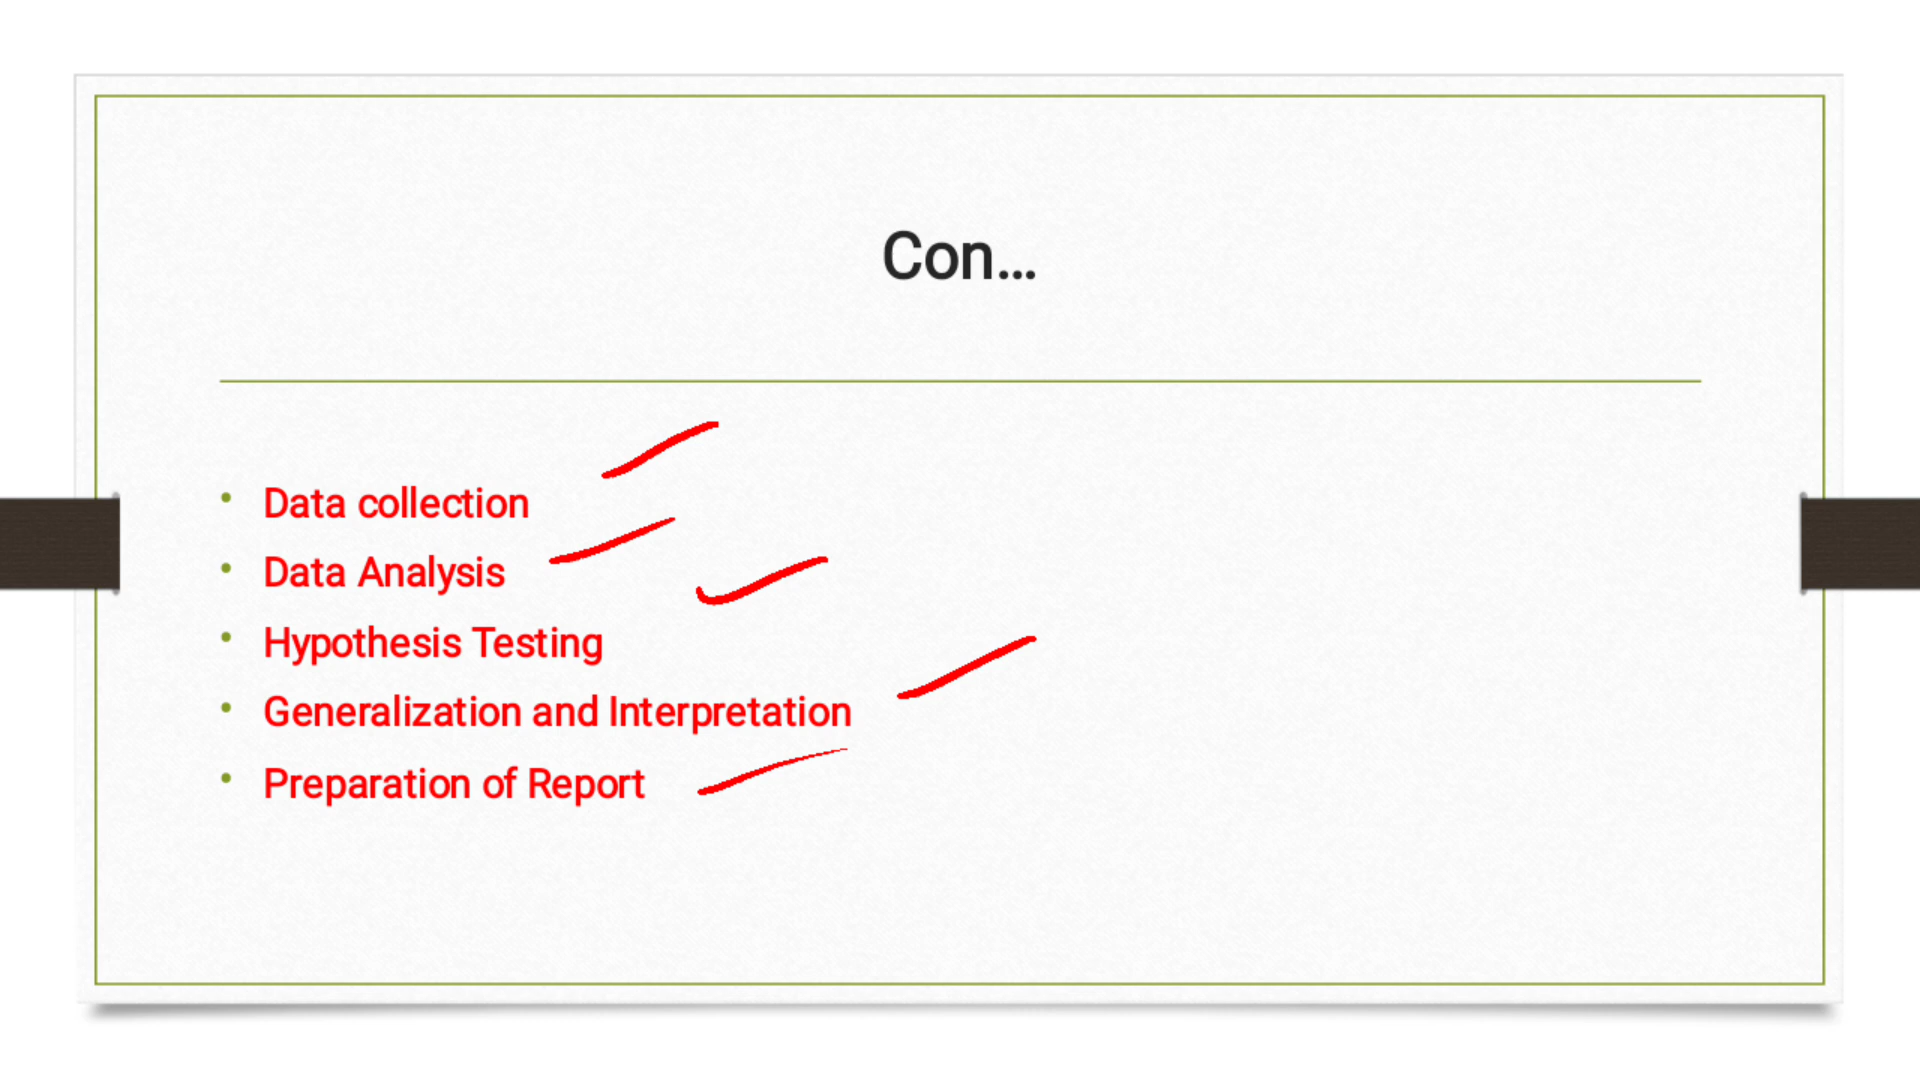 Con...
• Data collection
• Data Analysis
• Hypothesis Testing
• Generalization and Interpretation
• Preparation of Report